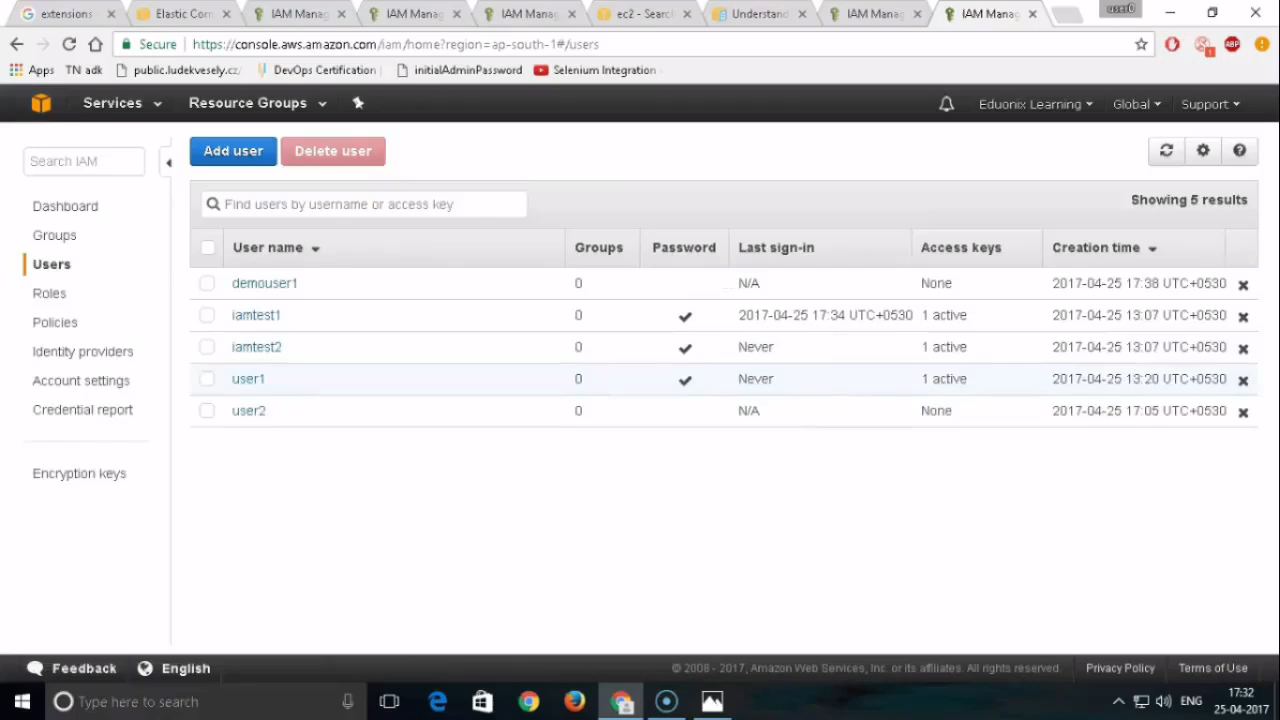 extensions
Elastic Com
IAM Manag
IAM Manag
IAM Manag
ec2 - Searc
Understand
IAM Manag
IAM Manag
user0
Secure https://console.aws.amazon.com/iam/home?region=ap-south-1#/users
Apps TN adk public.ludekvesely.cz/ DevOps Certification initialAdminPassword Selenium Integration
Services Resource Groups Eduonix Learning Global Support
Search IAM
Dashboard
Groups
Users
Roles
Policies
Identity providers
Account settings
Credential report
Encryption keys
Add user Delete user
Find users by username or access key Showing 5 results
User name Groups Password Last sign-in Access keys Creation time
demouser1 0 N/A None 2017-04-25 17:38 UTC+0530
iamtest1 0 2017-04-25 17:34 UTC+0530 1 active 2017-04-25 13:07 UTC+0530
iamtest2 0 Never 1 active 2017-04-25 13:07 UTC+0530
user1 0 Never 1 active 2017-04-25 13:20 UTC+0530
user2 0 N/A None 2017-04-25 17:05 UTC+0530
Feedback English © 2008 - 2017, Amazon Web Services, Inc. or its affiliates. All rights reserved. Privacy Policy Terms of Use
Type here to search ENG 17:32
25-04-2017